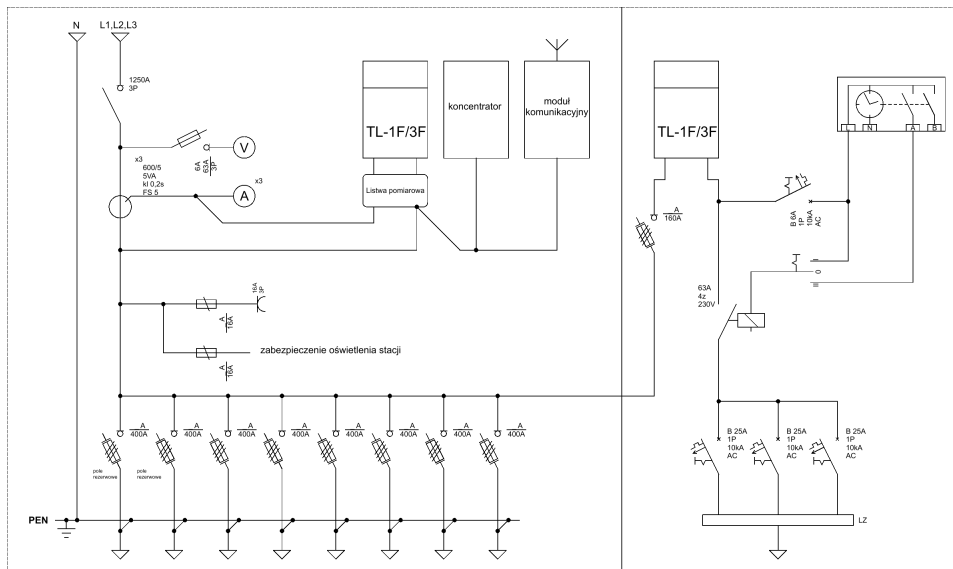 N
L1,L2,L3
1250A
3P
6A
63A
3P
V
x3
600/5
5VA
kl 0,2s
FS 5
A
x3
TL-1F/3F
Listwa pomiarowa
koncentrator
moduł
komunikacyjny
A
16A
16A
3P
A
16A
zabezpieczenie oświetlenia stacji
A
400A
A
400A
A
400A
A
400A
A
400A
A
400A
A
400A
A
400A
pole
rezerwowe
pole
rezerwowe
PEN
TL-1F/3F
A
160A
L
N
A
B
B 6A
1P
10kA
AC
I
0
II
63A
4z
230V
B 25A
1P
10kA
AC
B 25A
1P
10kA
AC
B 25A
1P
10kA
AC
LZ